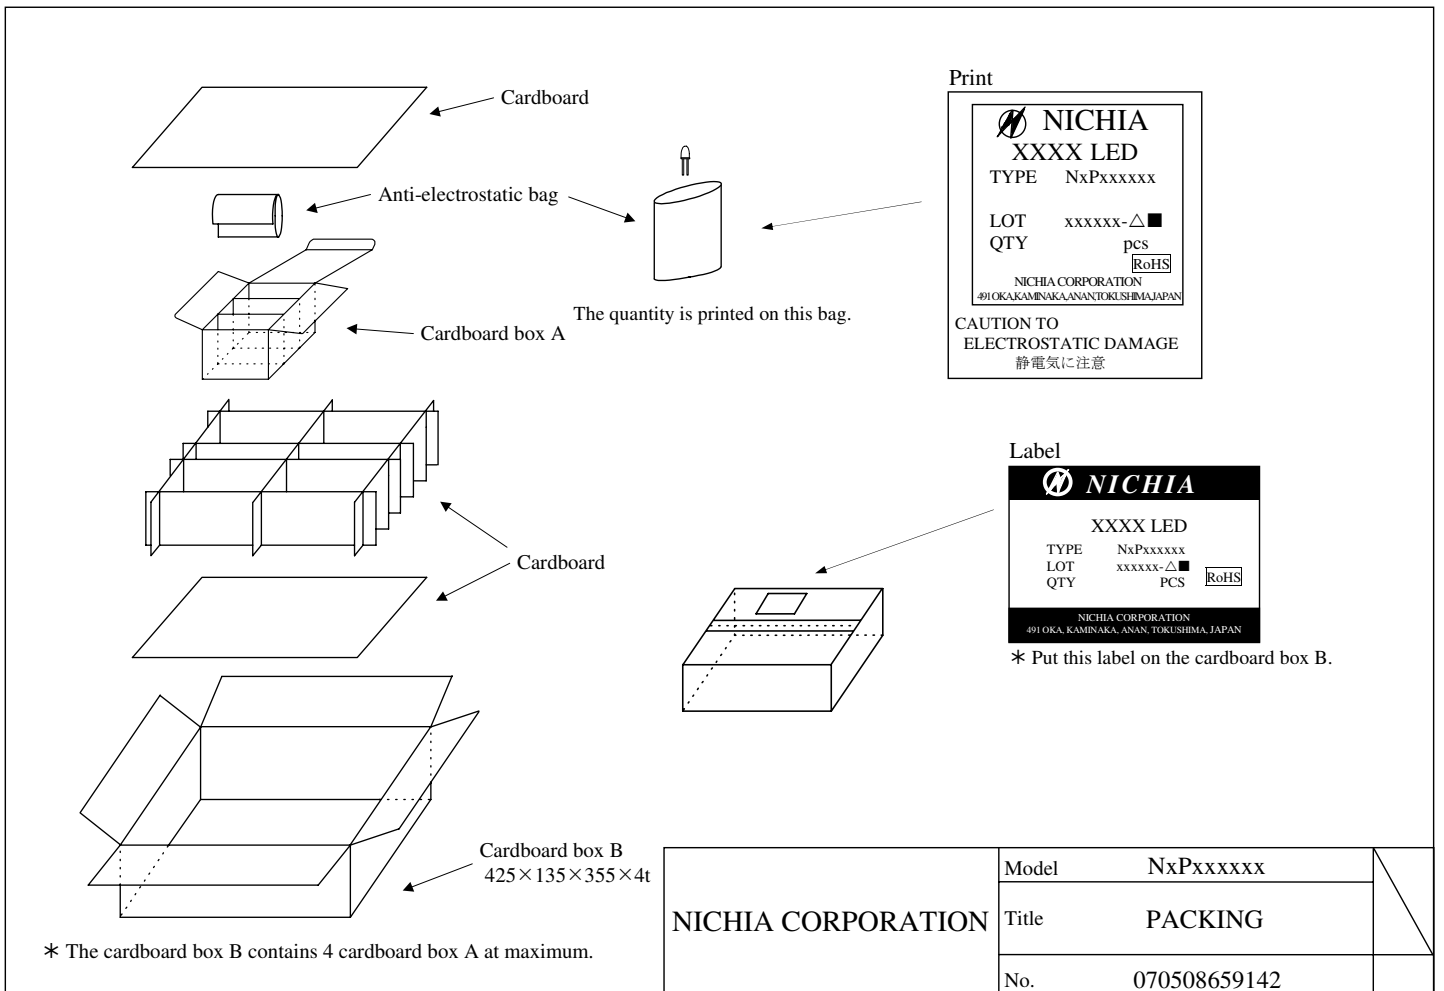 Cardboard
Anti-electrostatic bag
Cardboard box A
The quantity is printed on this bag.
Print
NICHIA
XXXX LED
TYPE NxPxxxxxx
LOT xxxxxx-△■
QTY pcs
RoHS
NICHIA CORPORATION
491 OKA,KAMINAKA,ANAN,TOKUSHIMA,JAPAN
CAUTION TO
ELECTROSTATIC DAMAGE
静電気に注意
Cardboard
Label
NICHIA
XXXX LED
TYPE NxPxxxxxx
LOT xxxxxx-△■
QTY PCS
RoHS
NICHIA CORPORATION
491 OKA, KAMINAKA, ANAN, TOKUSHIMA, JAPAN
＊ Put this label on the cardboard box B.
Cardboard box B
425×135×355×4t
＊ The cardboard box B contains 4 cardboard box A at maximum.
NICHIA CORPORATION
Model NxPxxxxxx
Title PACKING
No. 070508659142